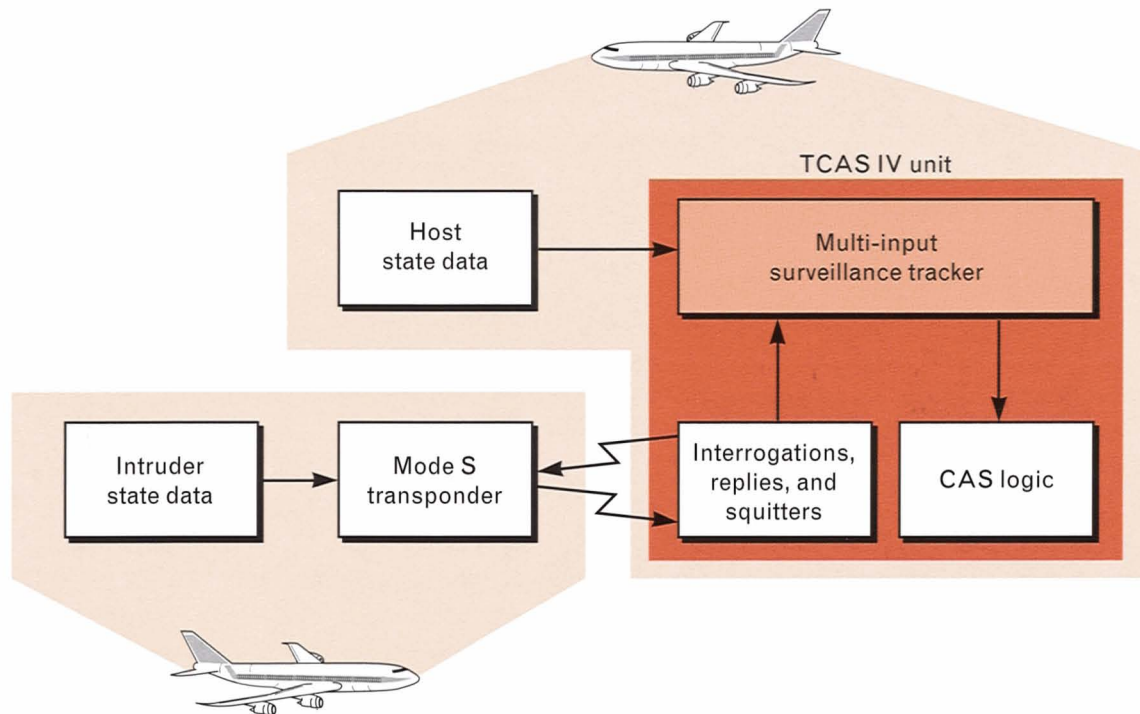 TCAS IV unit
Host
state data
Multi-input
surveillance tracker
Intruder
state data
Mode S
transponder
Interrogations,
replies, and
squitters
CAS logic